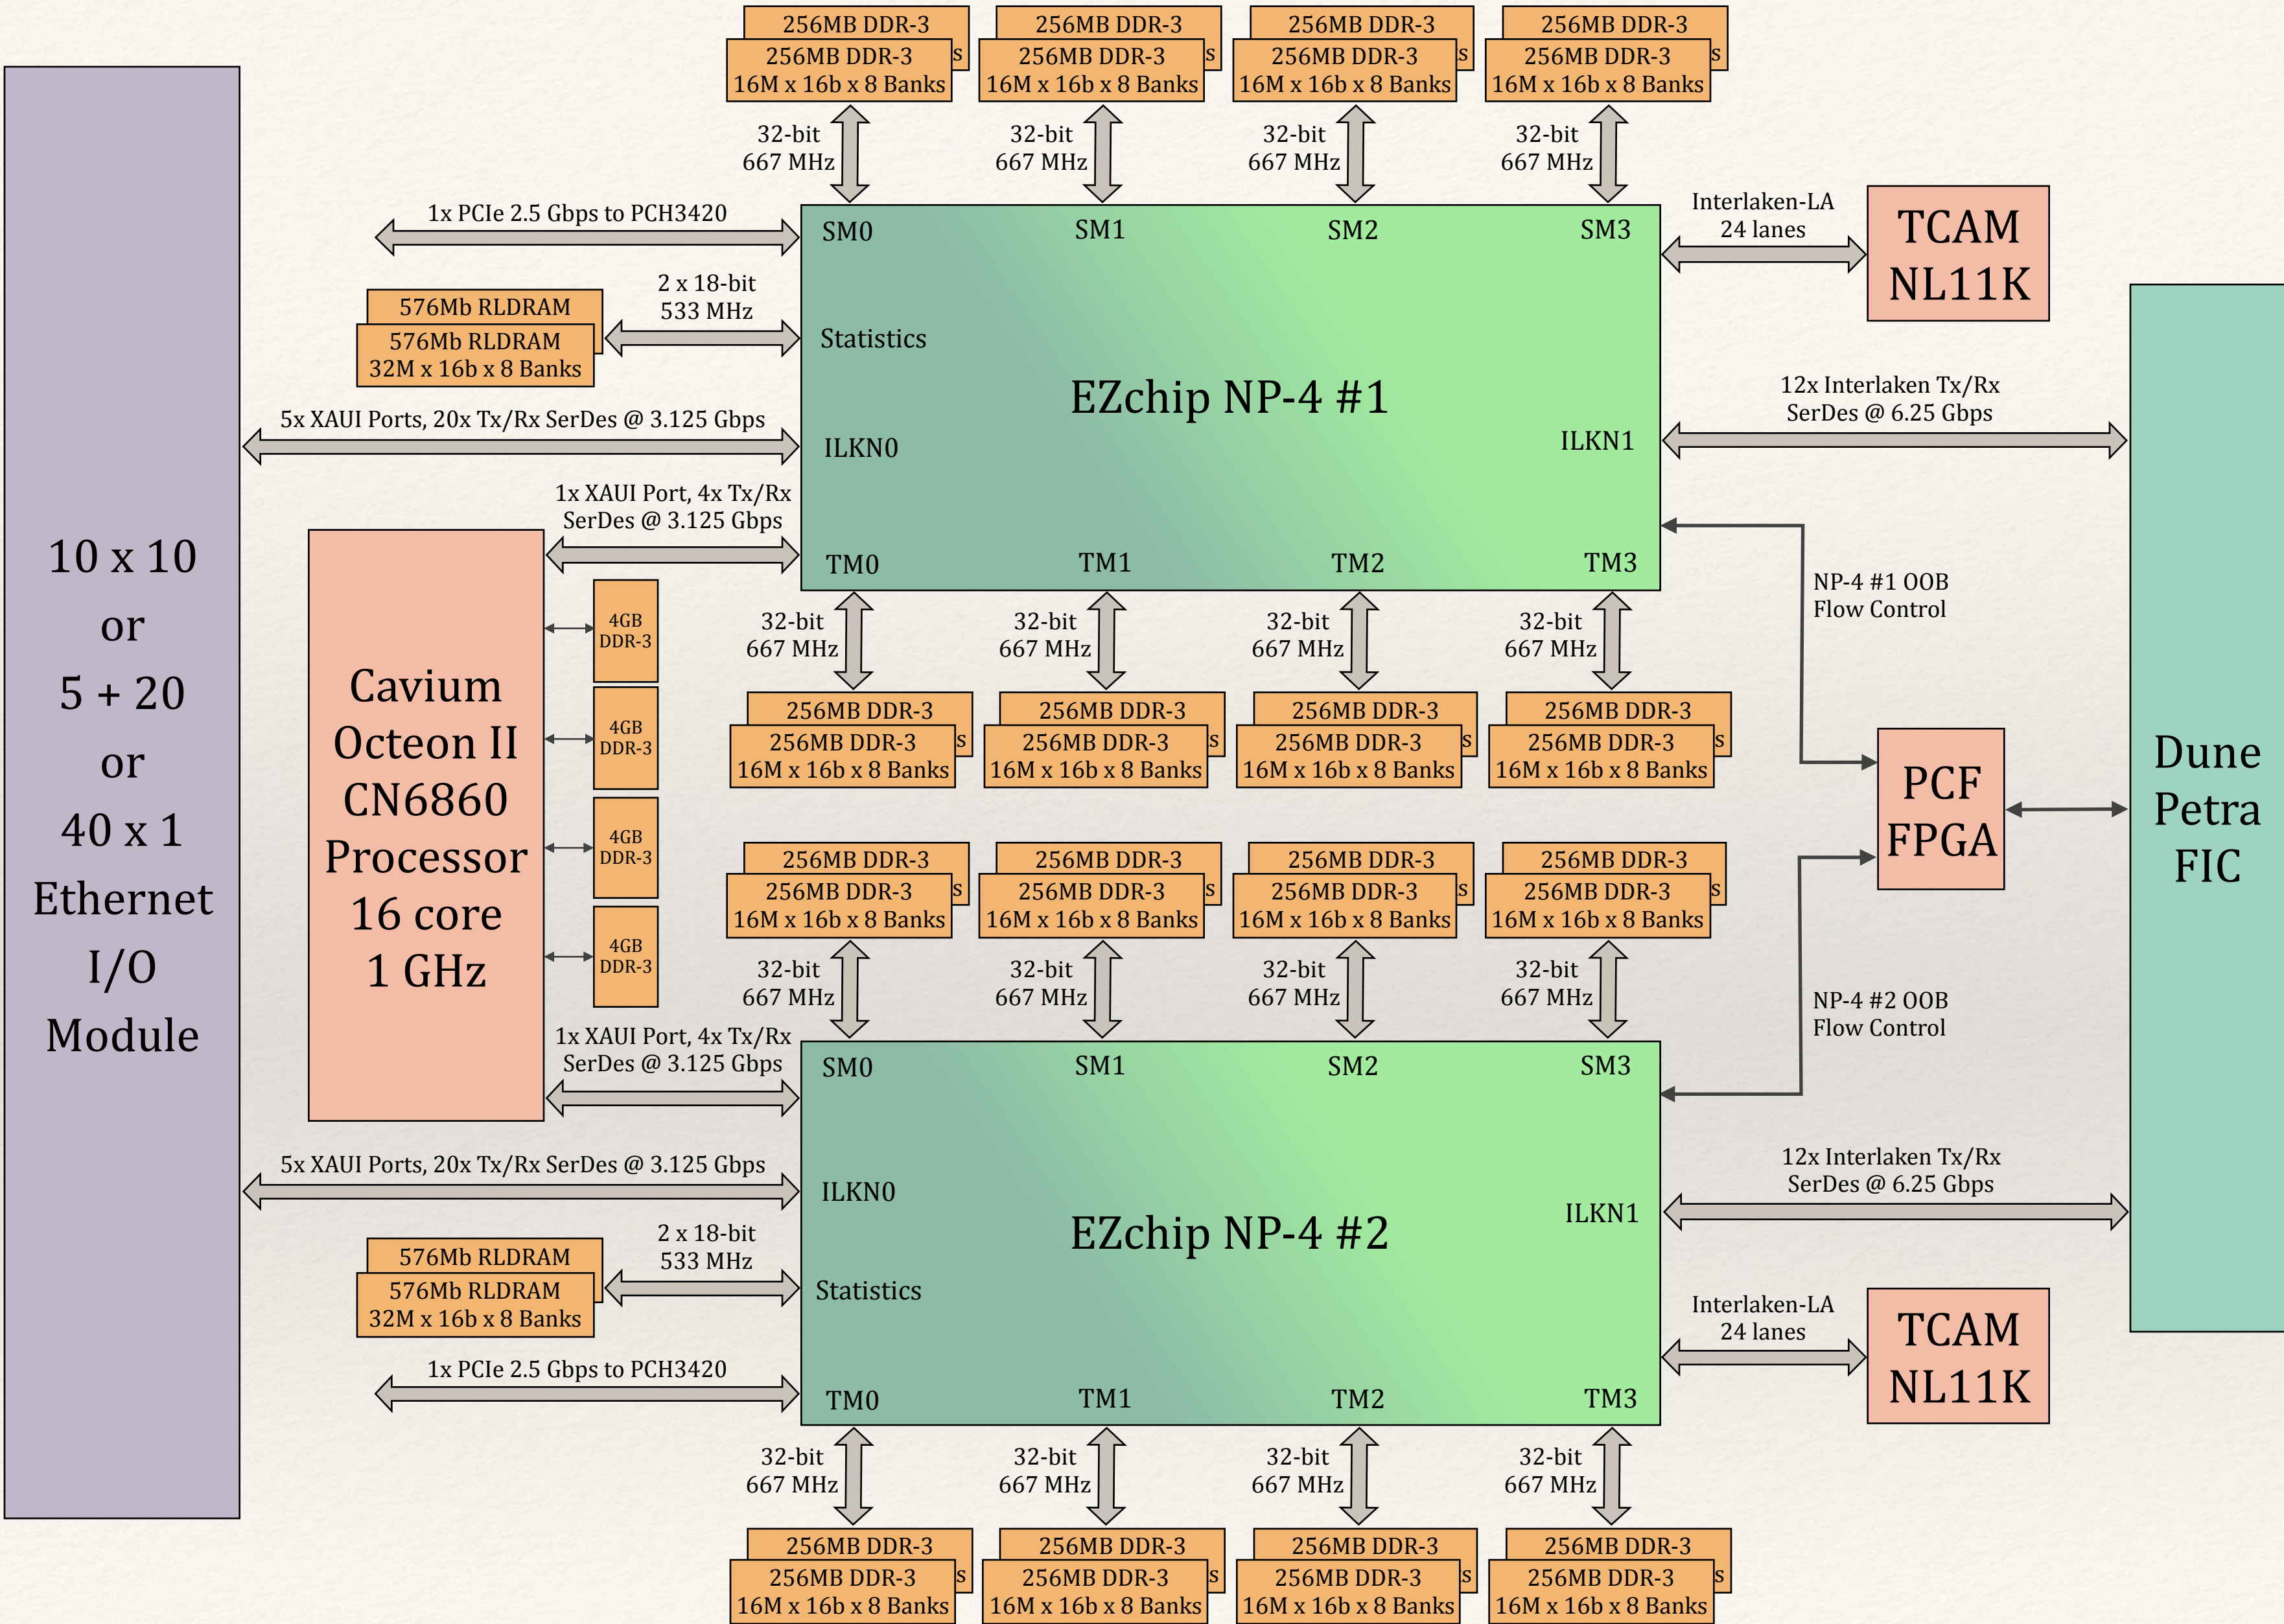 256MB DDR-3
256MB DDR-3
s
16M x 16b x 8 Banks
256MB DDR-3
256MB DDR-3
s
16M x 16b x 8 Banks
256MB DDR-3
256MB DDR-3
s
16M x 16b x 8 Banks
256MB DDR-3
256MB DDR-3
s
16M x 16b x 8 Banks
32-bit
667 MHz
32-bit
667 MHz
32-bit
667 MHz
32-bit
667 MHz
1x PCIe 2.5 Gbps to PCH3420
SM0
SM1
SM2
SM3
Interlaken-LA
24 lanes
TCAM
NL11K
576Mb RLDRAM
576Mb RLDRAM
32M x 16b x 8 Banks
2 x 18-bit
533 MHz
Statistics
EZchip NP-4 #1
5x XAUI Ports, 20x Tx/Rx SerDes @ 3.125 Gbps
ILKN0
ILKN1
12x Interlaken Tx/Rx
SerDes @ 6.25 Gbps
1x XAUI Port, 4x Tx/Rx
SerDes @ 3.125 Gbps
TM0
TM1
TM2
TM3
NP-4 #1 OOB
Flow Control
32-bit
667 MHz
32-bit
667 MHz
32-bit
667 MHz
32-bit
667 MHz
256MB DDR-3
256MB DDR-3
s
16M x 16b x 8 Banks
256MB DDR-3
256MB DDR-3
s
16M x 16b x 8 Banks
256MB DDR-3
256MB DDR-3
s
16M x 16b x 8 Banks
256MB DDR-3
256MB DDR-3
s
16M x 16b x 8 Banks
10 x 10
or
5 + 20
or
40 x 1
Ethernet
I/O
Module
Cavium
Octeon II
CN6860
Processor
16 core
1 GHz
4GB
DDR-3
4GB
DDR-3
4GB
DDR-3
4GB
DDR-3
PCF
FPGA
Dune
Petra
FIC
256MB DDR-3
256MB DDR-3
s
16M x 16b x 8 Banks
256MB DDR-3
256MB DDR-3
s
16M x 16b x 8 Banks
256MB DDR-3
256MB DDR-3
s
16M x 16b x 8 Banks
256MB DDR-3
256MB DDR-3
s
16M x 16b x 8 Banks
32-bit
667 MHz
32-bit
667 MHz
32-bit
667 MHz
32-bit
667 MHz
NP-4 #2 OOB
Flow Control
1x XAUI Port, 4x Tx/Rx
SerDes @ 3.125 Gbps
SM0
SM1
SM2
SM3
5x XAUI Ports, 20x Tx/Rx SerDes @ 3.125 Gbps
ILKN0
ILKN1
12x Interlaken Tx/Rx
SerDes @ 6.25 Gbps
EZchip NP-4 #2
576Mb RLDRAM
576Mb RLDRAM
32M x 16b x 8 Banks
2 x 18-bit
533 MHz
Statistics
Interlaken-LA
24 lanes
TCAM
NL11K
1x PCIe 2.5 Gbps to PCH3420
TM0
TM1
TM2
TM3
32-bit
667 MHz
32-bit
667 MHz
32-bit
667 MHz
32-bit
667 MHz
256MB DDR-3
256MB DDR-3
s
16M x 16b x 8 Banks
256MB DDR-3
256MB DDR-3
s
16M x 16b x 8 Banks
256MB DDR-3
256MB DDR-3
s
16M x 16b x 8 Banks
256MB DDR-3
256MB DDR-3
s
16M x 16b x 8 Banks